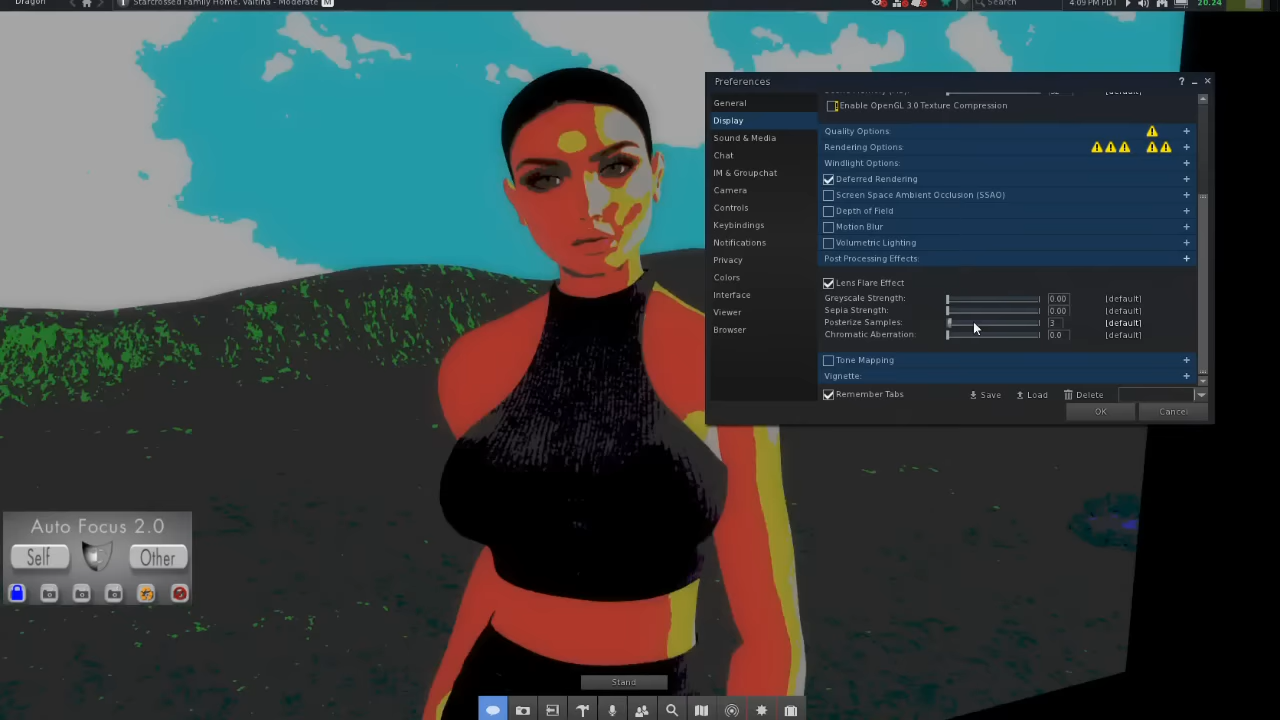 Dragon
Starcrossed Family Home, Valtina - Moderate M
Search
4:09 PM PDT
20.24
Preferences
? _ ×
General
Display
Sound & Media
Chat
IM & Groupchat
Camera
Controls
Keybindings
Notifications
Privacy
Colors
Interface
Viewer
Browser
[default]
Enable OpenGL 3.0 Texture Compression
Quality Options: +
Rendering Options +
Windlight Options:
Deferred Rendering +
Screen Space Ambient Occlusion (SSAO) +
Depth of Field +
Motion Blur
Volumetric Lighting +
Post Processing Effects: +
Lens Flare Effect
Greyscale Strength: 0.00 [default]
Sepia Strength: 0.00 [default]
Posterize Samples: 3 [default]
Chromatic Aberration: 0.0 [default]
Tone Mapping +
Vignette: +
Remember Tabs Save Load Delete
OK Cancel
Auto Focus 2.0
Self Other
Stand